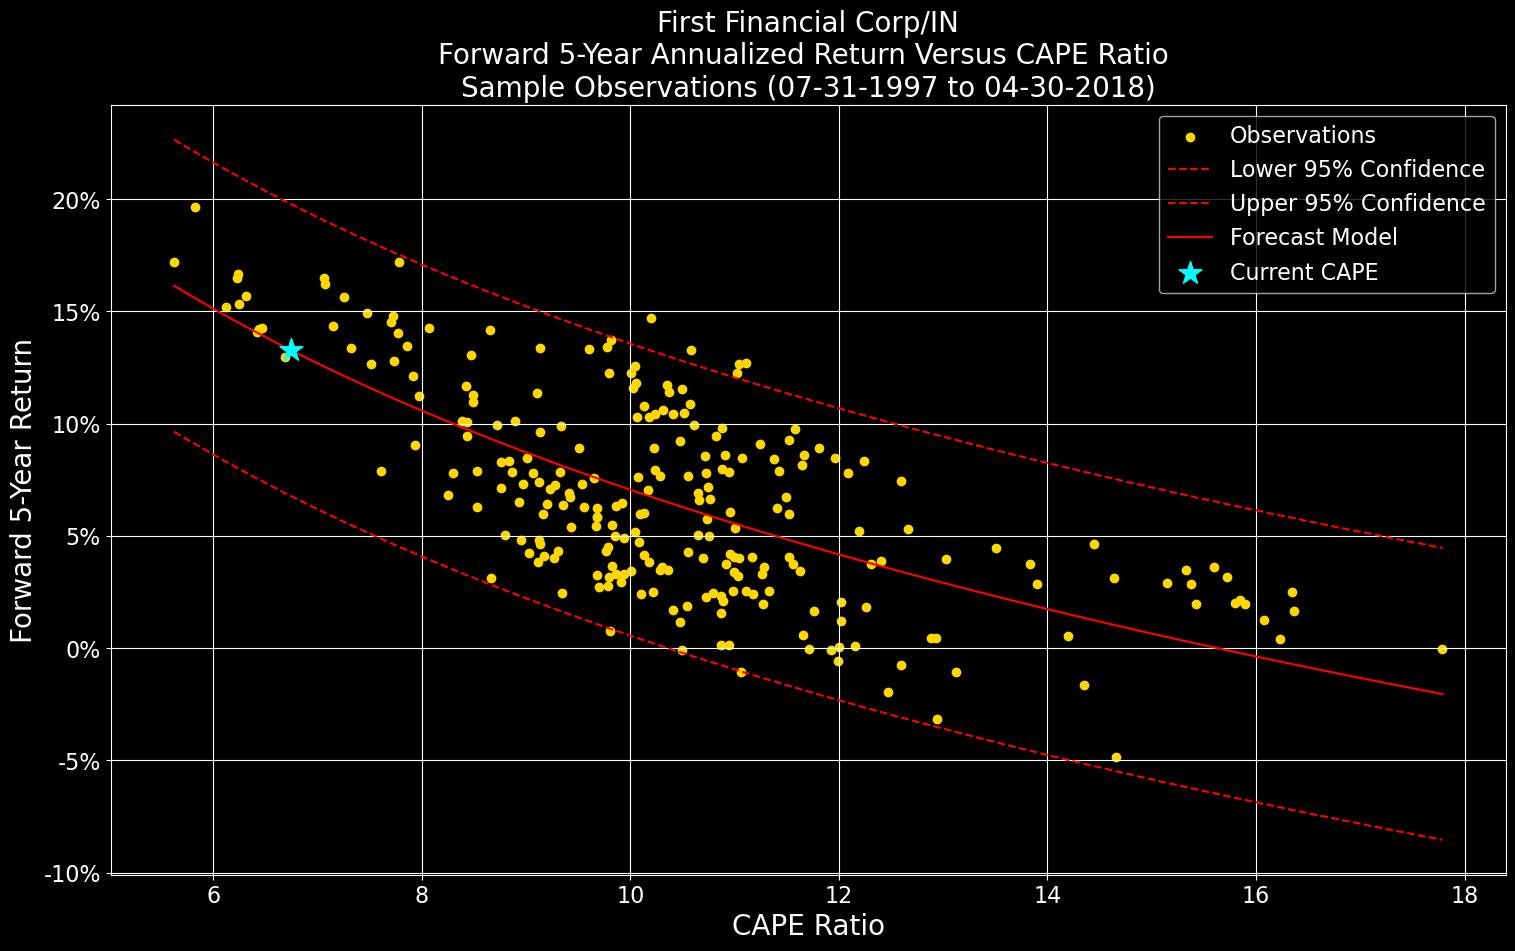 First Financial Corp/IN
Forward 5-Year Annualized Return Versus CAPE Ratio
Sample Observations (07-31-1997 to 04-30-2018)
Observations
Lower 95% Confidence
Upper 95% Confidence
Forecast Model
Current CAPE
Forward 5-Year Return
20%
15%
10%
5%
0%
-5%
-10%
6 8 10 12 14 16 18
CAPE Ratio